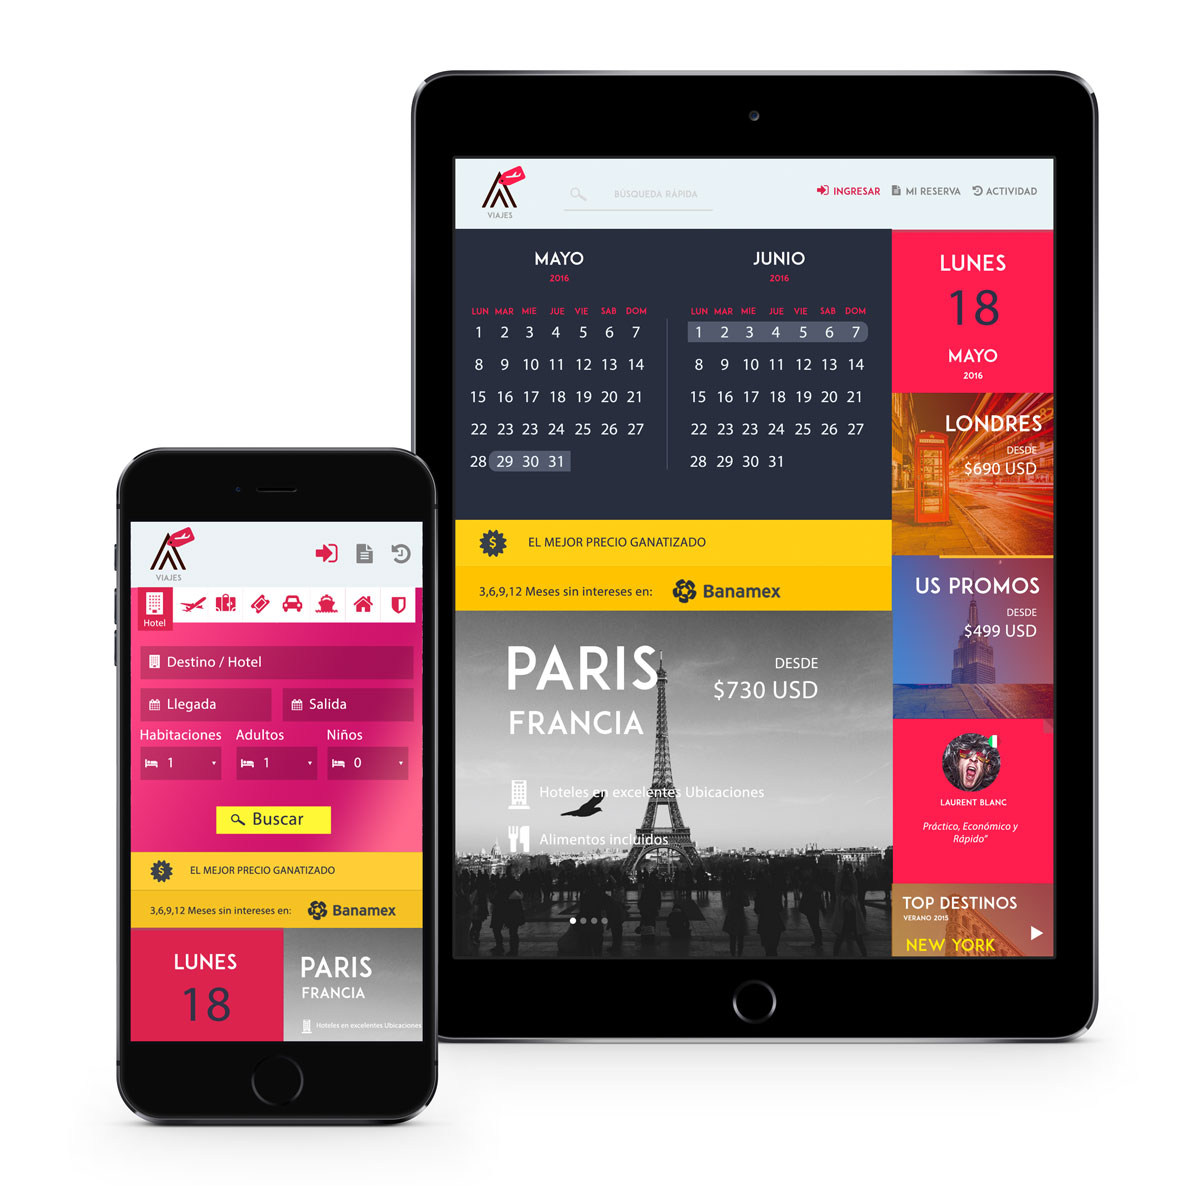 VIAJES
BÚSQUEDA RÁPIDA
INGRESAR
MI RESERVA
ACTIVIDAD
MAYO
2016
LUN MAR MIE JUE VIE SAB DOM
1 2 3 4 5 6 7
8 9 10 11 12 13 14
15 16 17 18 19 20 21
22 23 23 25 25 26 27
28 29 30 31
JUNIO
2016
LUN MAR MIE JUE VIE SAB DOM
1 2 3 4 5 6 7
8 9 10 11 12 13 14
15 16 17 18 19 20 21
22 23 23 25 25 26 27
28 29 30 31
LUNES
18
MAYO
2016
LONDRES
DESDE
$690 USD
US PROMOS
DESDE
$499 USD
LAURENT BLANC
Práctico, Económico y
Rápido"
TOP DESTINOS
VERANO 2015
NEW YORK
$
EL MEJOR PRECIO GANATIZADO
3,6,9,12 Meses sin intereses en: Banamex
PARIS
FRANCIA
DESDE
$730 USD
Hoteles en excelentes Ubicaciones
Alimentos incluidos
VIAJES
Hotel
Destino / Hotel
Llegada
Salida
Habitaciones Adultos Niños
1 1 0
Buscar
$
EL MEJOR PRECIO GANATIZADO
3,6,9,12 Meses sin intereses en: Banamex
LUNES
18
PARIS
FRANCIA
Hoteles en excelentes Ubicaciones